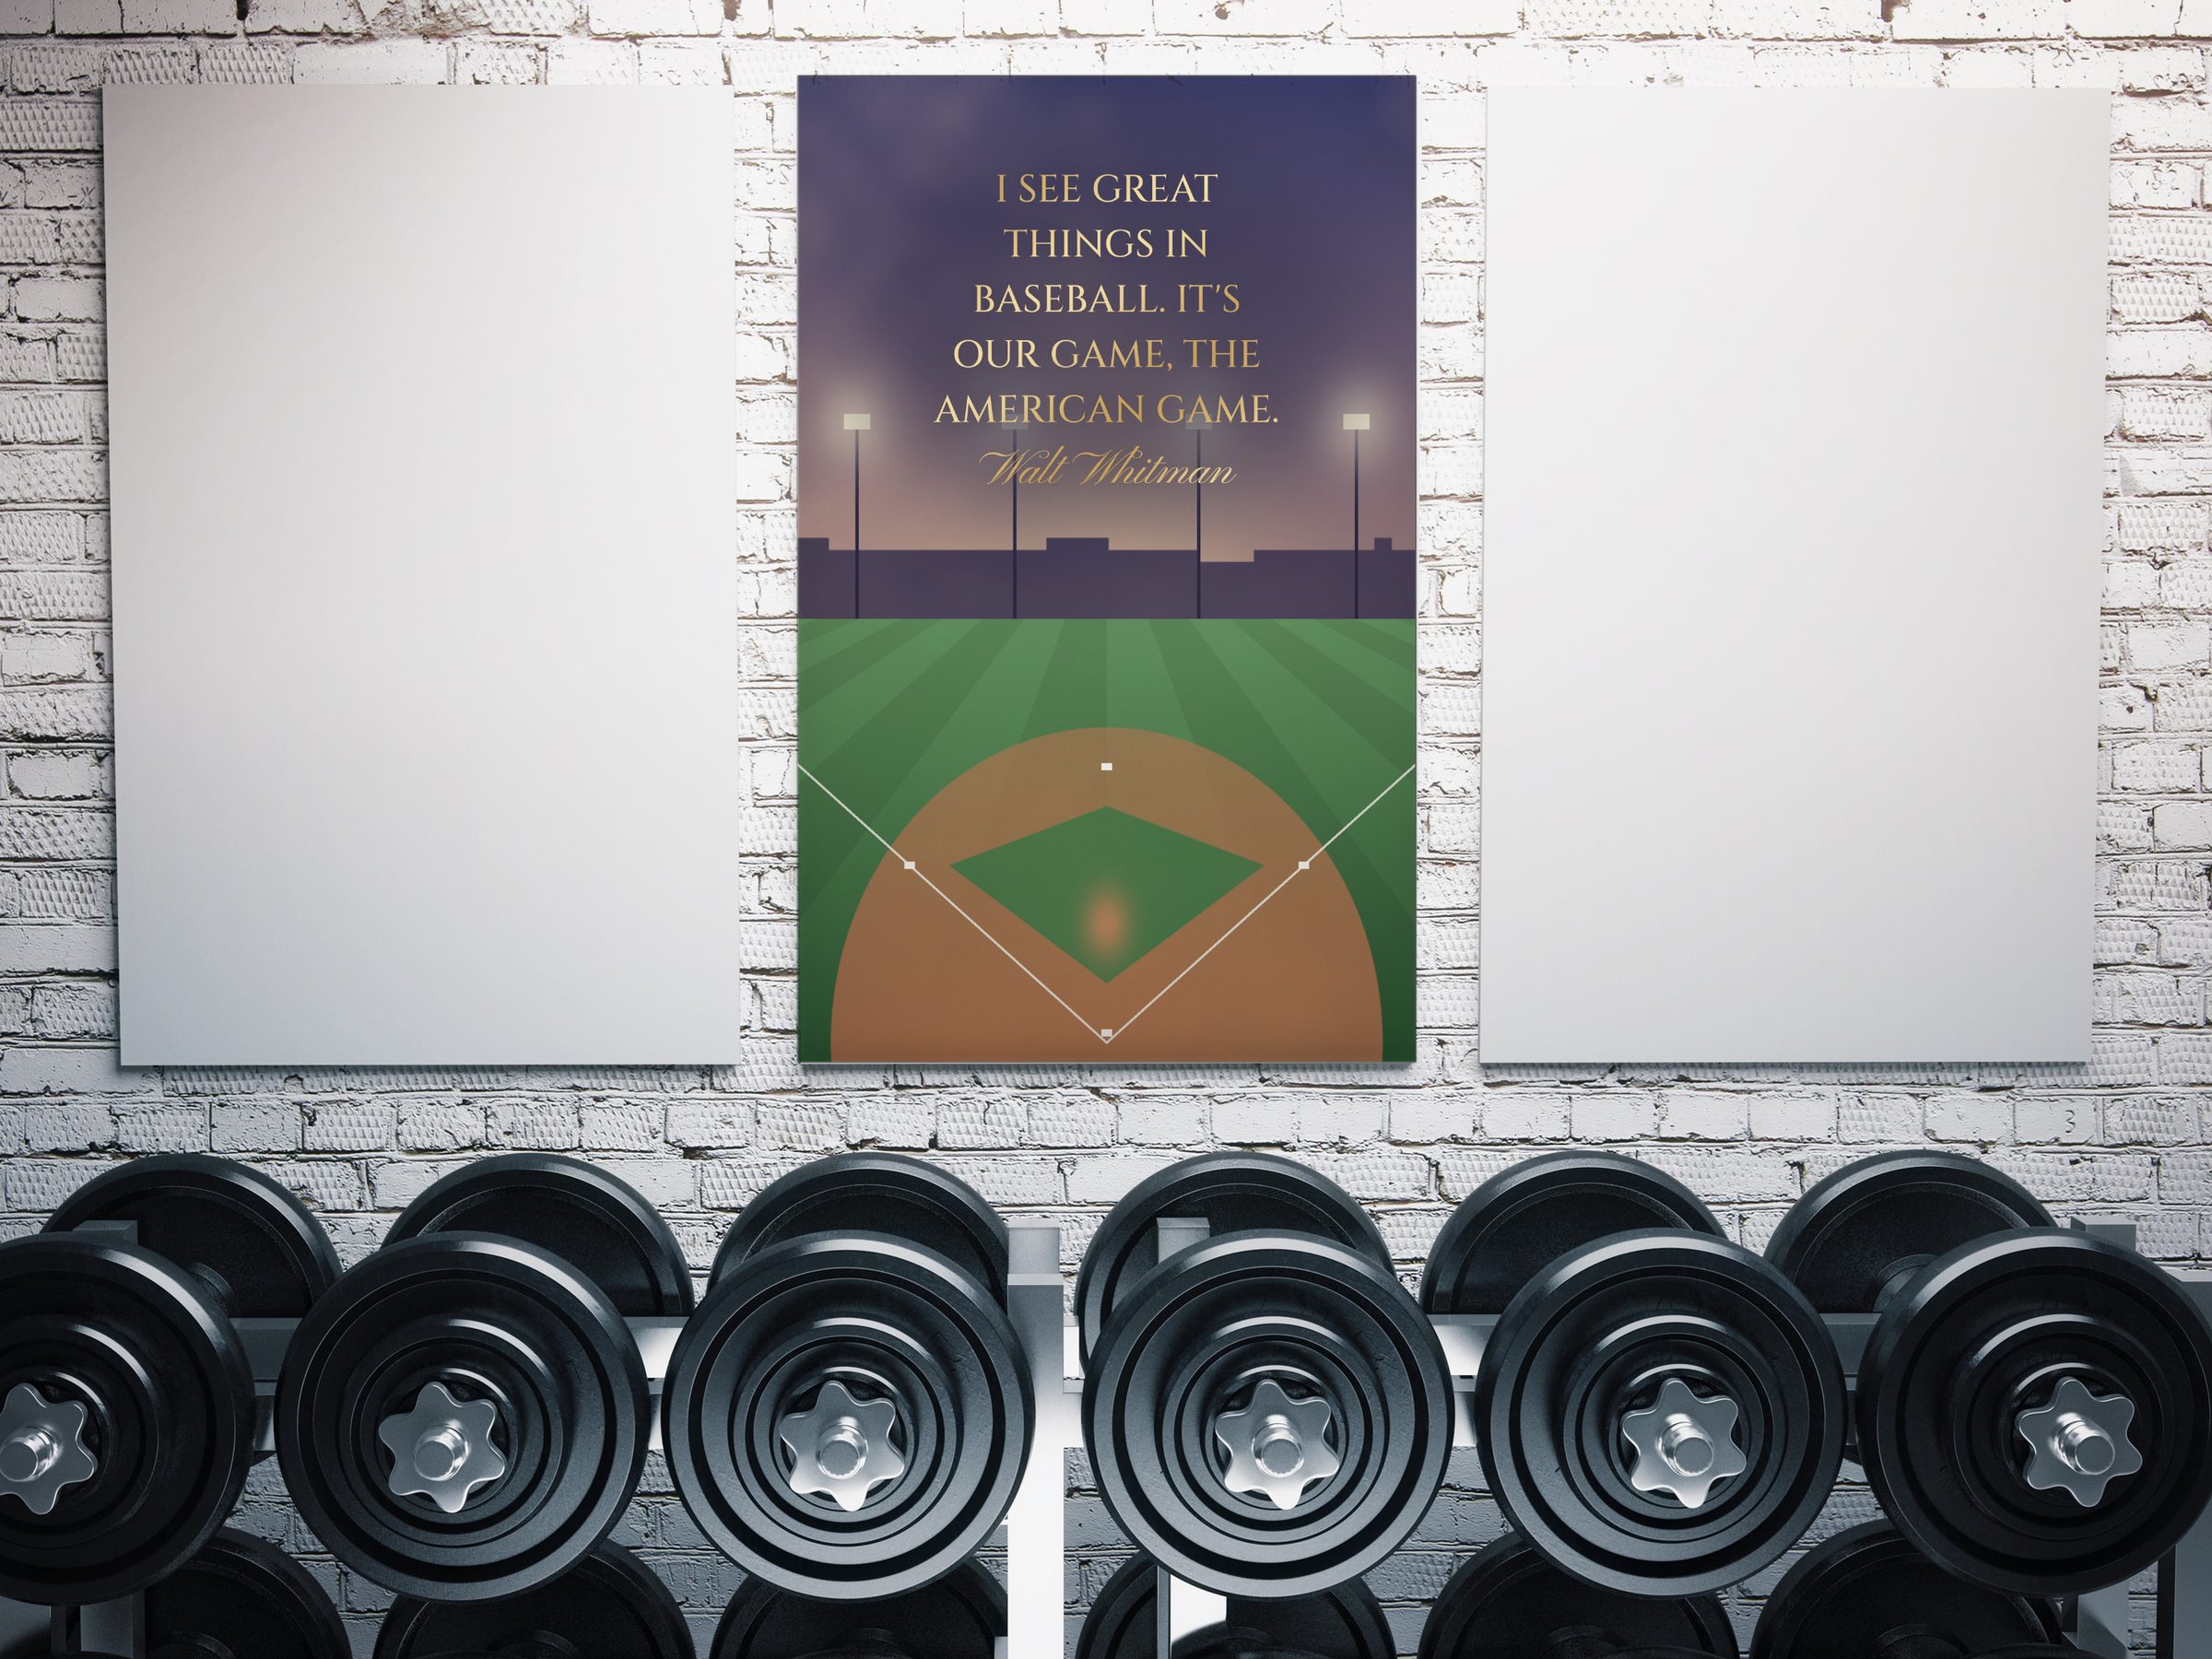 I SEE GREAT
THINGS IN
BASEBALL. IT'S
OUR GAME, THE
AMERICAN GAME.
Walt Whitman